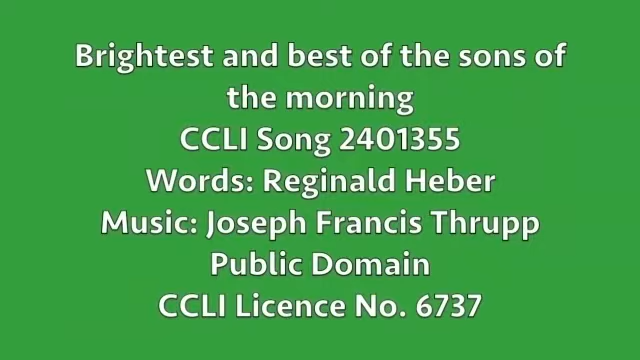 Brightest and best of the sons of
the morning
CCLI Song 2401355
Words: Reginald Heber
Music: Joseph Francis Thrupp
Public Domain
CCLI Licence No. 6737